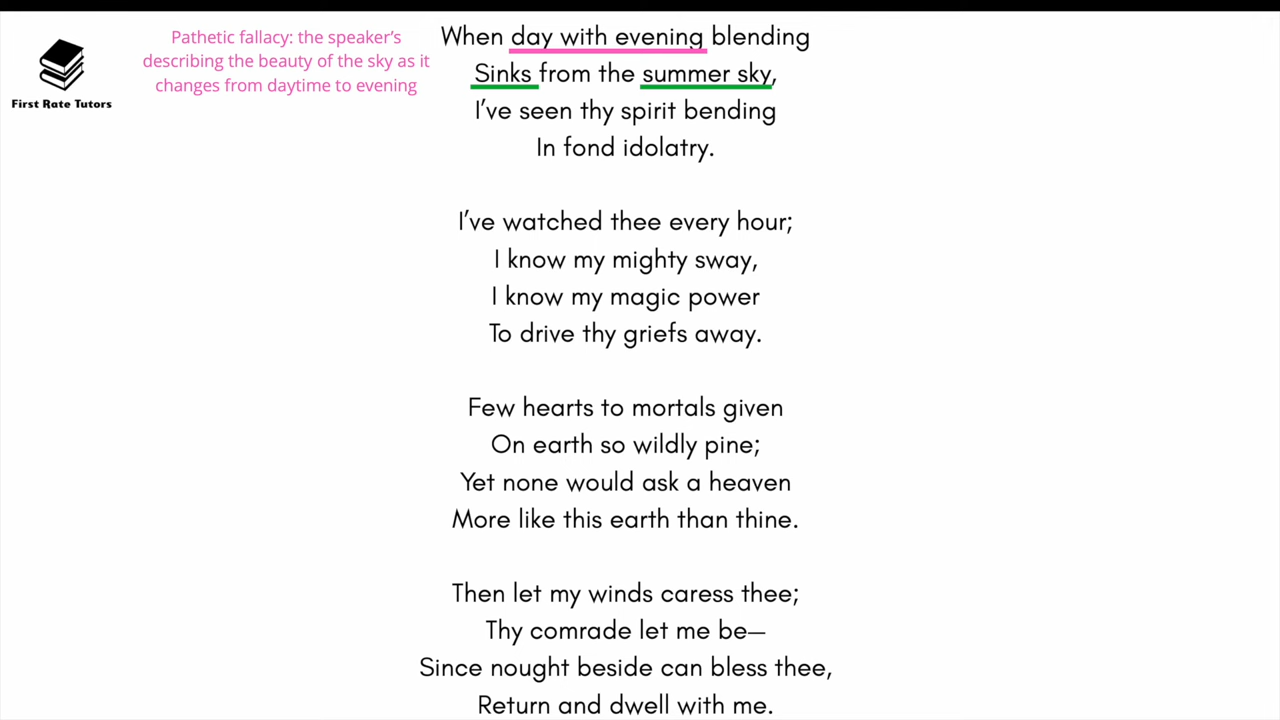 First Rate Tutors
Pathetic fallacy: the speaker's
describing the beauty of the sky as it
changes from daytime to evening
When day with evening blending
Sinks from the summer sky,
I've seen thy spirit bending
In fond idolatry.
I've watched thee every hour;
I know my mighty sway,
I know my magic power
To drive thy griefs away.
Few hearts to mortals given
On earth so wildly pine;
Yet none would ask a heaven
More like this earth than thine.
Then let my winds caress thee;
Thy comrade let me be—
Since nought beside can bless thee,
Return and dwell with me.